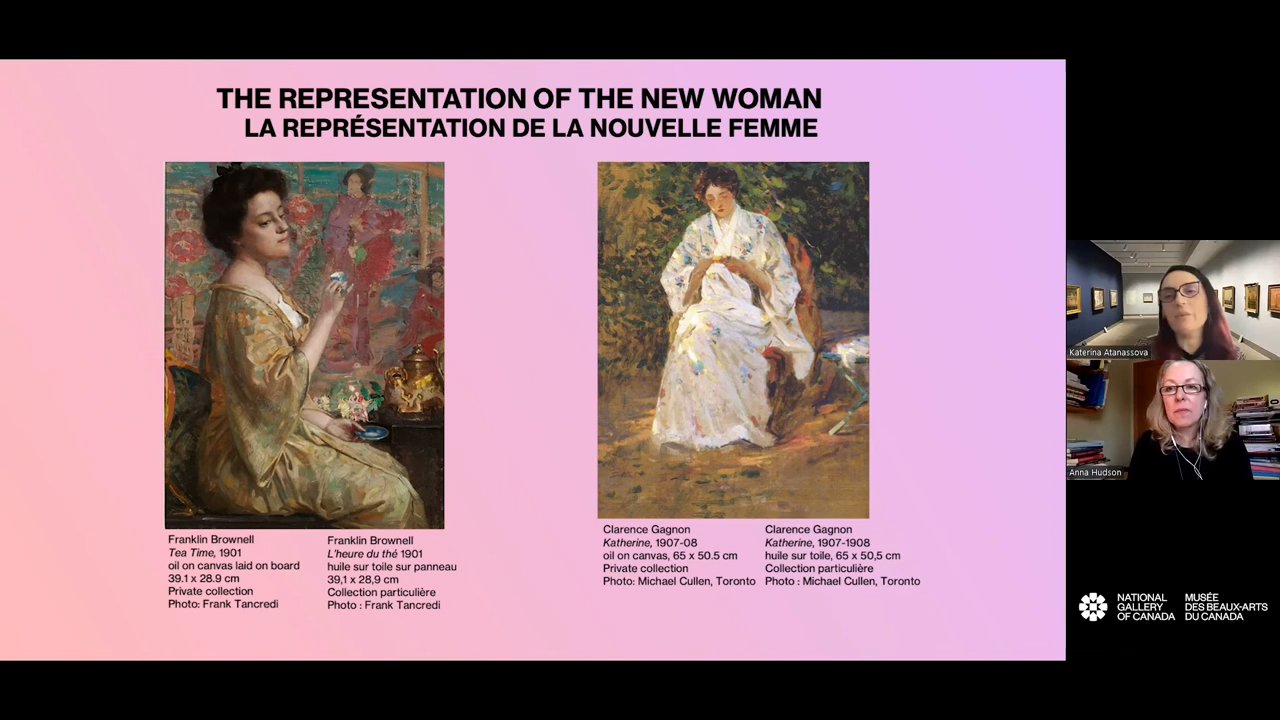 THE REPRESENTATION OF THE NEW WOMAN
LA REPRÉSENTATION DE LA NOUVELLE FEMME
Franklin Brownell
Tea Time, 1901
oil on canvas laid on board
39.1 x 28.9 cm
Private collection
Photo: Frank Tancredi
Franklin Brownell
L'heure du thé 1901
huile sur toile sur panneau
39,1 x 28,9 cm
Collection particulière
Photo : Frank Tancredi
Clarence Gagnon
Katherine, 1907-08
oil on canvas, 65 x 50.5 cm
Private collection
Photo: Michael Cullen, Toronto
Clarence Gagnon
Katherine, 1907-1908
huile sur toile, 65 x 50,5 cm
Collection particulière
Photo : Michael Cullen, Toronto
Katerina Atanassova
Anna Hudson
NATIONAL
GALLERY
OF CANADA
MUSÉE
DES BEAUX-ARTS
DU CANADA